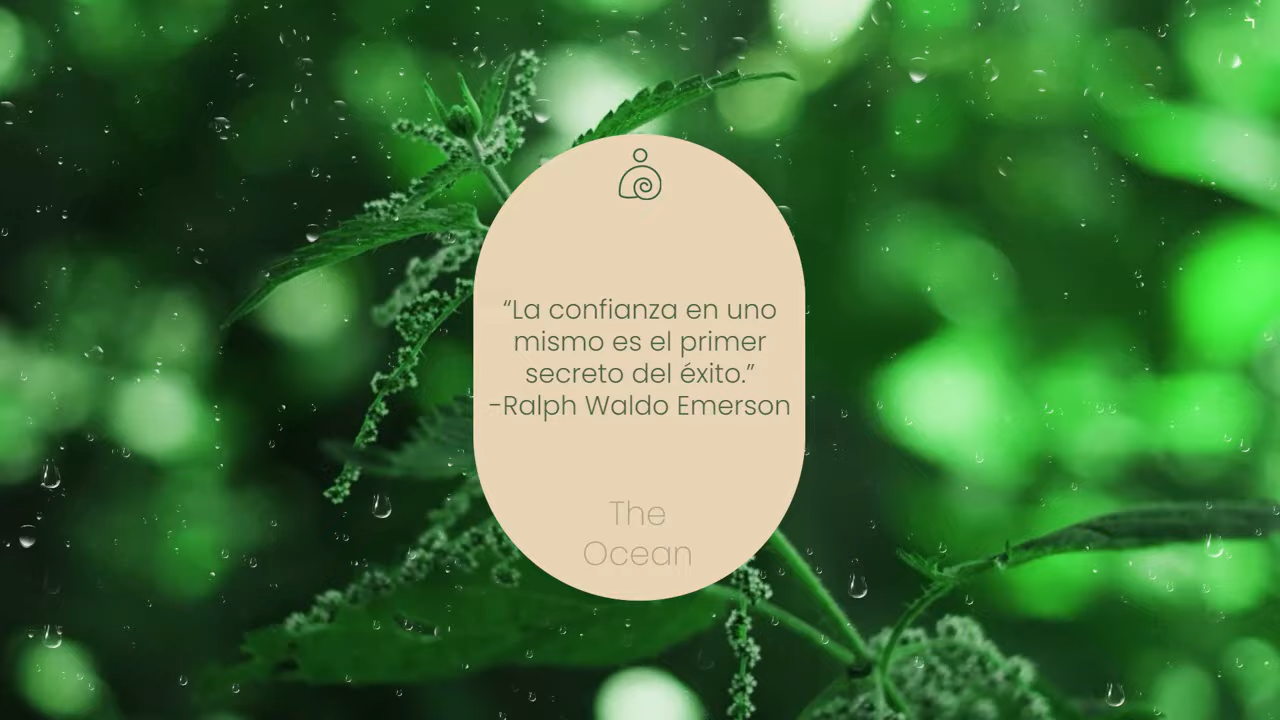 “La confianza en uno
mismo es el primer
secreto del éxito.”
-Ralph Waldo Emerson
The
Ocean